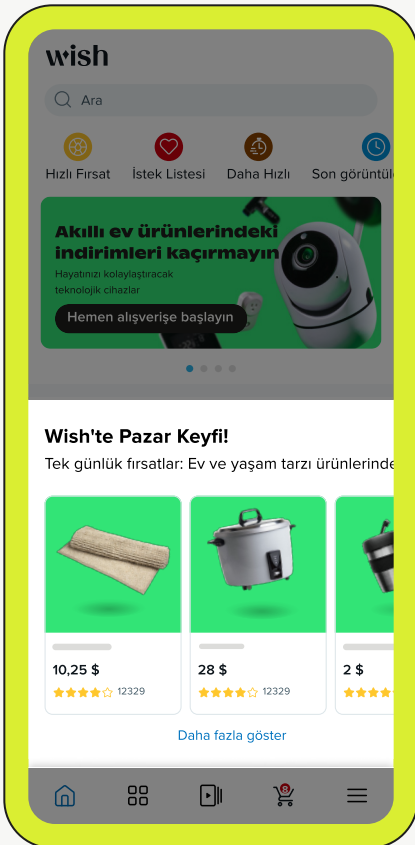 wish
Ara
Hızlı Fırsat
İstek Listesi
Daha Hızlı
Son görüntül
Akıllı ev ürünlerindeki
indirimleri kaçırmayın
Hayatınızı kolaylaştıracak
teknolojik cihazlar
Hemen alışverişe başlayın
Wish'te Pazar Keyfi!
Tek günlük fırsatlar: Ev ve yaşam tarzı ürünlerinde
10,25 $
12329
28 $
12329
2 $
Daha fazla göster
8